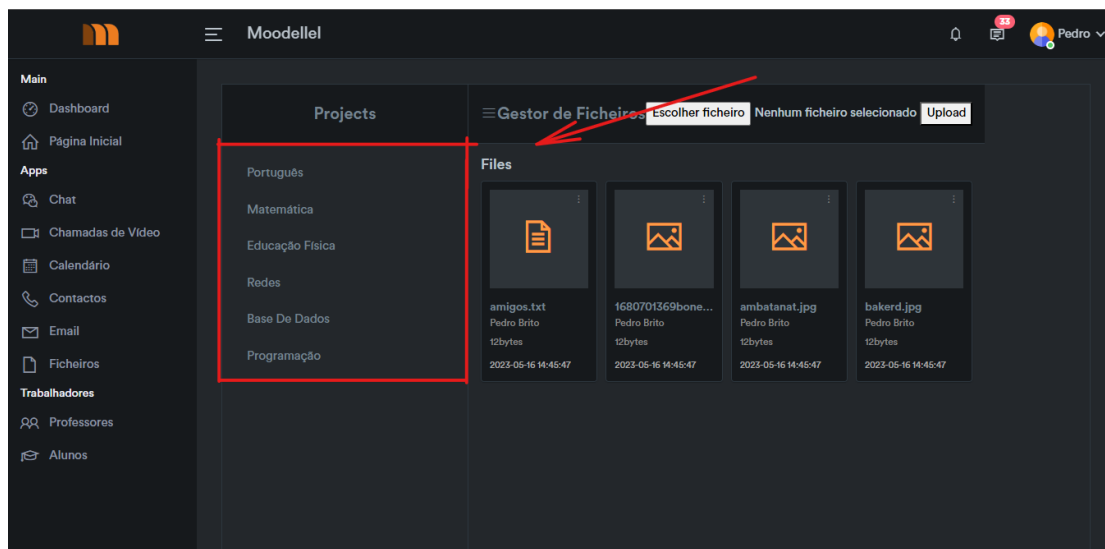 Moodellel
33
Pedro
Main
Dashboard
Página Inicial
Apps
Chat
Chamadas de Vídeo
Calendário
Contactos
Email
Ficheiros
Trabalhadores
Professores
Alunos
Projects
Português
Matemática
Educação Física
Redes
Base De Dados
Programação
Gestor de Ficheiros Escolher ficheiro Nenhum ficheiro selecionado Upload
Files
amigos.txt
Pedro Brito
12bytes
2023-05-16 14:45:47
1680701369bone...
Pedro Brito
12bytes
2023-05-16 14:45:47
ambatanat.jpg
Pedro Brito
12bytes
2023-05-16 14:45:47
bakerd.jpg
Pedro Brito
12bytes
2023-05-16 14:45:47